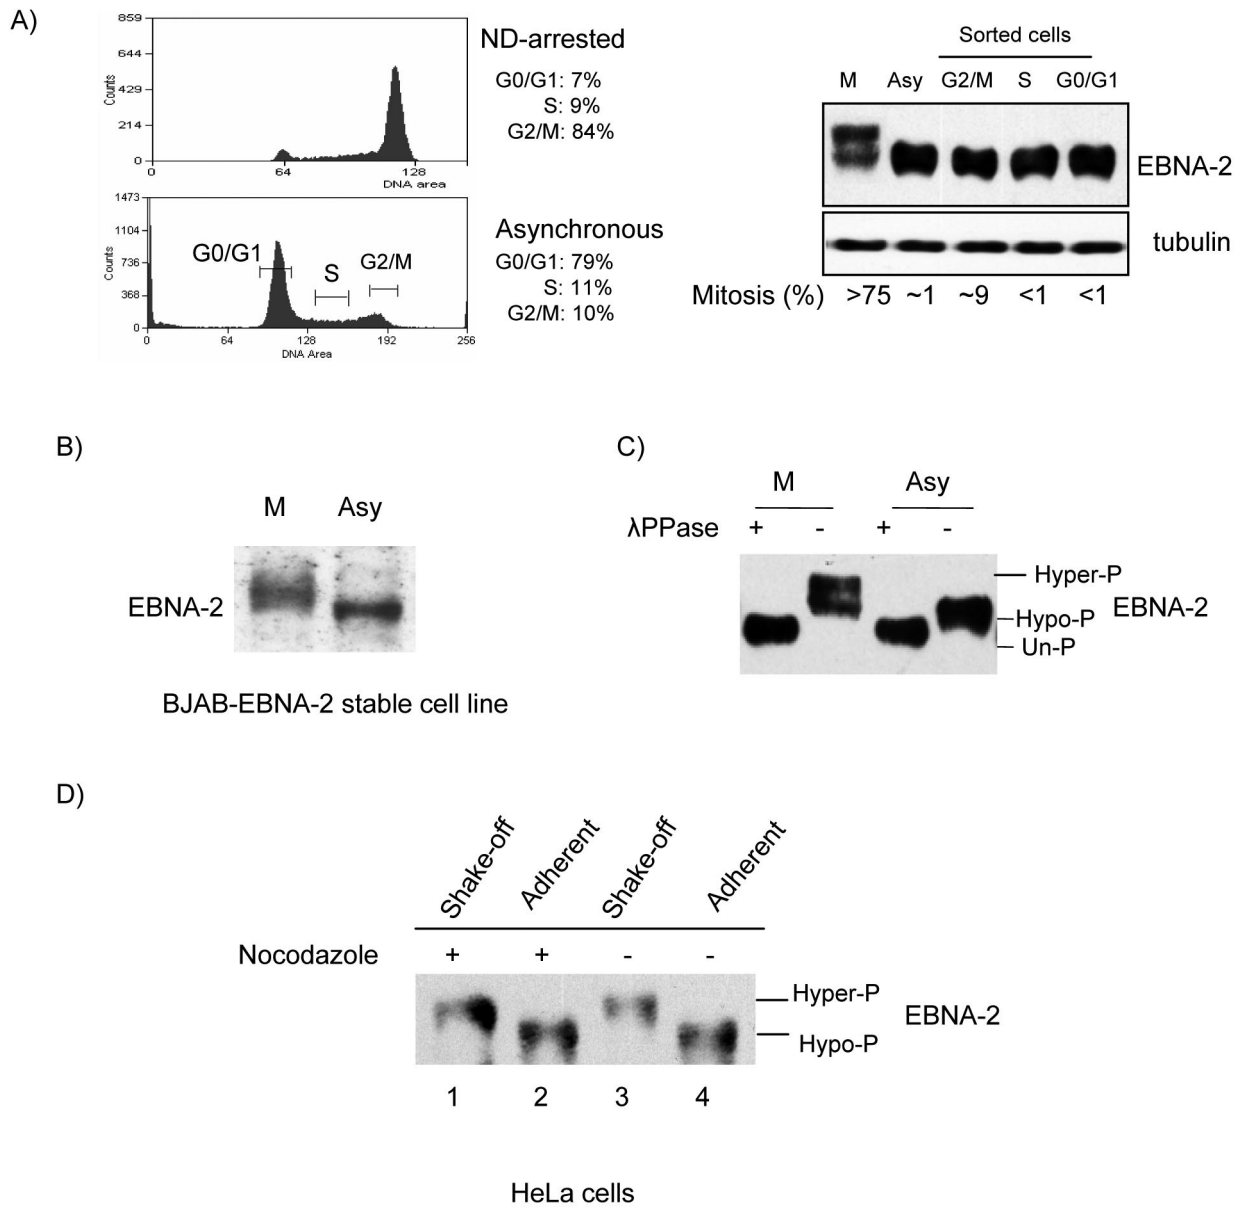 A)
859
644
429
214
0
Counts
0 64 128
DNA area
ND-arrested
G0/G1: 7%
S: 9%
G2/M: 84%
1473
1104
736
368
0
Counts
G0/G1 S G2/M
0 64 128 192 256
DNA Area
Asynchronous
G0/G1: 79%
S: 11%
G2/M: 10%
Sorted cells
M Asy G2/M S G0/G1
EBNA-2
tubulin
Mitosis (%) >75 ~1 ~9 <1 <1
B)
M Asy
EBNA-2
BJAB-EBNA-2 stable cell line
C)
M Asy
λPPase + - + -
Hyper-P
Hypo-P
Un-P
EBNA-2
D)
Shake-off Adherent Shake-off Adherent
Nocodazole + + - -
Hyper-P
Hypo-P
EBNA-2
1 2 3 4
HeLa cells